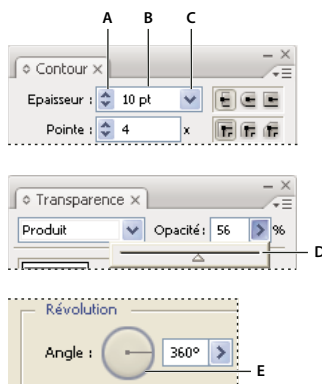 A B C
Contour ×
Epaisseur : 10 pt
Pointe : 4 x
Transparence ×
Produit Opacité : 56 %
D
Révolution
Angle : 360°
E